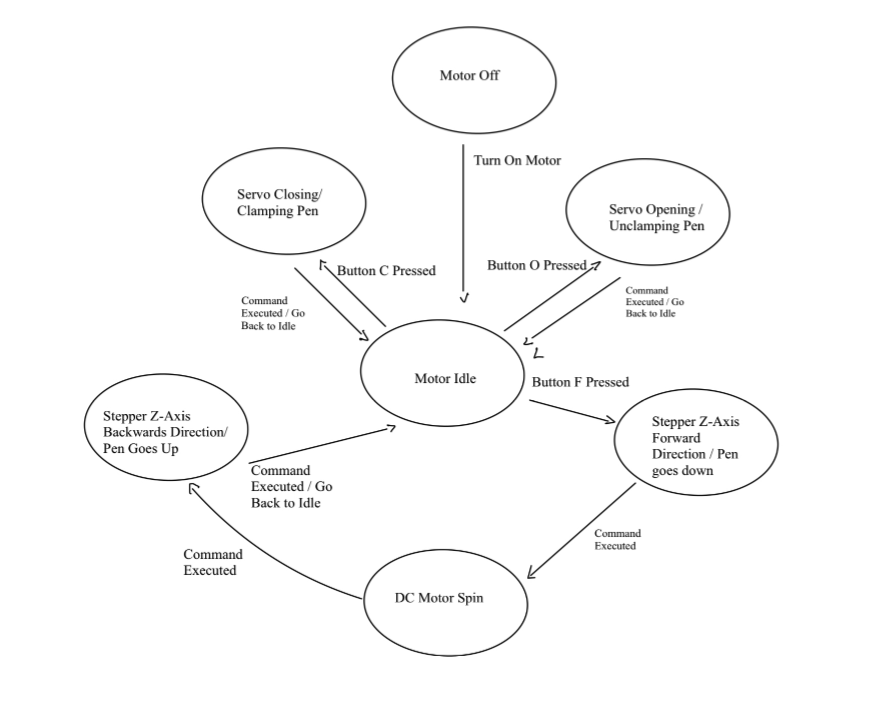 Motor Off
Turn On Motor
Servo Closing/
Clamping Pen
Servo Opening /
Unclamping Pen
Button C Pressed
Button O Pressed
Command
Executed / Go
Back to Idle
Command
Executed / Go
Back to Idle
Motor Idle
Button F Pressed
Stepper Z-Axis
Backwards Direction/
Pen Goes Up
Stepper Z-Axis
Forward
Direction / Pen
goes down
Command
Executed / Go
Back to Idle
Command
Executed
Command
Executed
DC Motor Spin